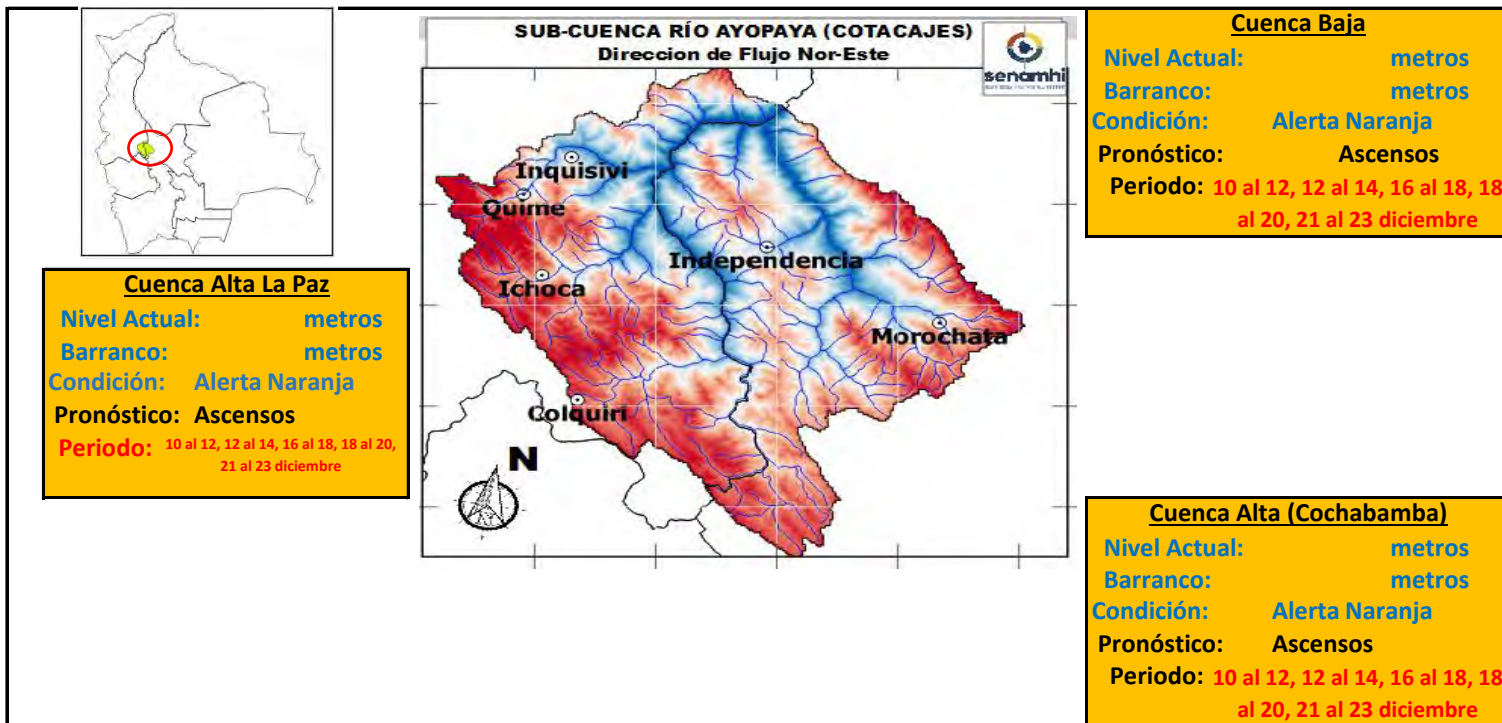 SUB-CUENCA RÍO AYOPAYA (COTACAJES)
Direccion de Flujo Nor-Este
senamhi
Inquisivi
Quime
Independencia
Ichoca
Morochata
Colquiri
N
Cuenca Baja
Nivel Actual: metros
Barranco: metros
Condición: Alerta Naranja
Pronóstico: Ascensos
Periodo: 10 al 12, 12 al 14, 16 al 18, 18
al 20, 21 al 23 diciembre
Cuenca Alta La Paz
Nivel Actual: metros
Barranco: metros
Condición: Alerta Naranja
Pronóstico: Ascensos
Periodo: 10 al 12, 12 al 14, 16 al 18, 18 al 20,
21 al 23 diciembre
Cuenca Alta (Cochabamba)
Nivel Actual: metros
Barranco: metros
Condición: Alerta Naranja
Pronóstico: Ascensos
Periodo: 10 al 12, 12 al 14, 16 al 18, 18
al 20, 21 al 23 diciembre